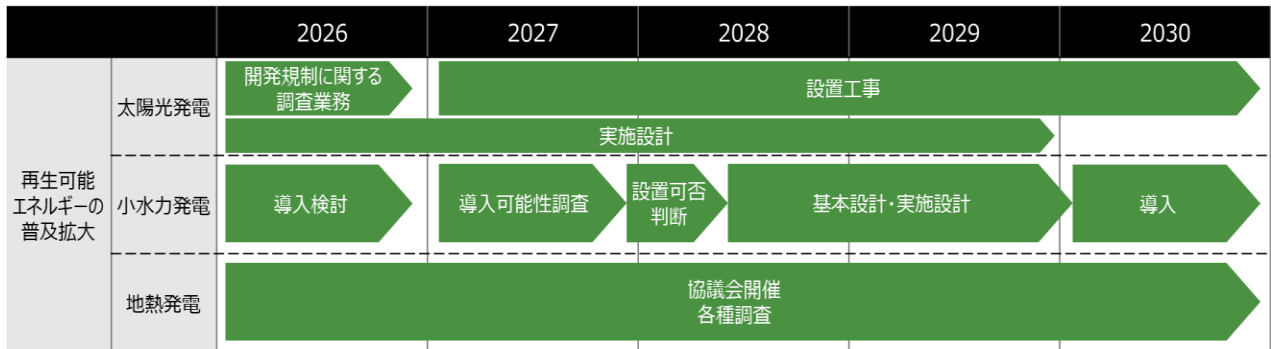 2026
2027
2028
2029
2030
再生可能
エネルギーの
普及拡大
太陽光発電
開発規制に関する
調査業務
設置工事
実施設計
小水力発電
導入検討
導入可能性調査
設置可否
判断
基本設計・実施設計
導入
地熱発電
協議会開催
各種調査